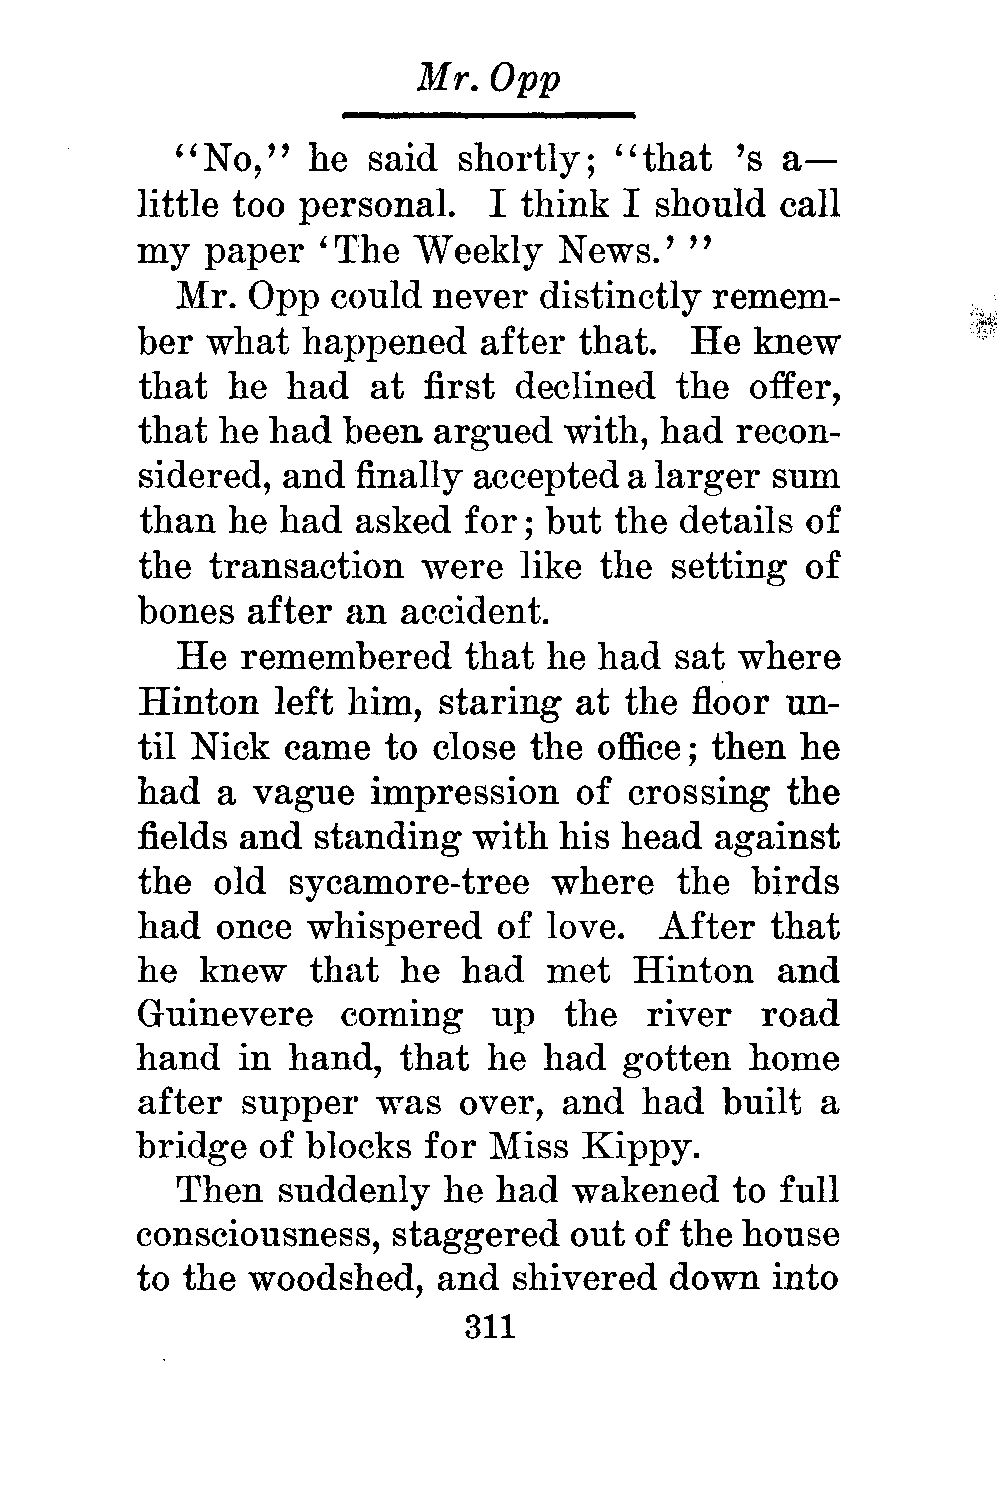 Mr. Opp
"No," he said shortly; "that 's a—
little too personal. I think I should call
my paper 'The Weekly News.' "
Mr. Opp could never distinctly remem-
ber what happened after that. He knew
that he had at first declined the offer,
that he had been argued with, had recon-
sidered, and finally accepted a larger sum
than he had asked for; but the details of
the transaction were like the setting of
bones after an accident.
He remembered that he had sat where
Hinton left him, staring at the floor un-
til Nick came to close the office; then he
had a vague impression of crossing the
fields and standing with his head against
the old sycamore-tree where the birds
had once whispered of love. After that
he knew that he had met Hinton and
Guinevere coming up the river road
hand in hand, that he had gotten home
after supper was over, and had built a
bridge of blocks for Miss Kippy.
Then suddenly he had wakened to full
consciousness, staggered out of the house
to the woodshed, and shivered down into
311